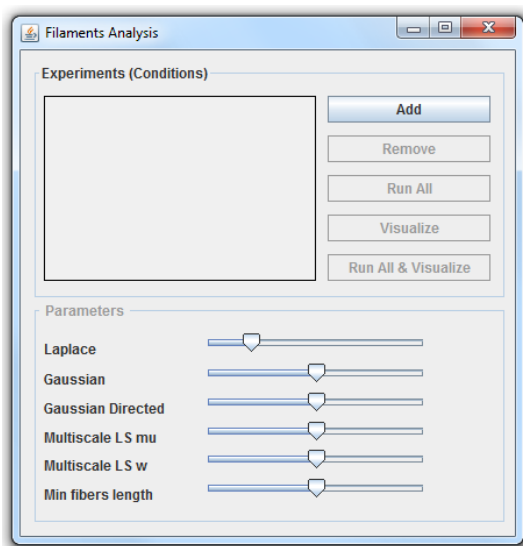 Filaments Analysis
Experiments (Conditions)
Add
Remove
Run All
Visualize
Run All & Visualize
Parameters
Laplace
Gaussian
Gaussian Directed
Multiscale LS mu
Multiscale LS w
Min fibers length